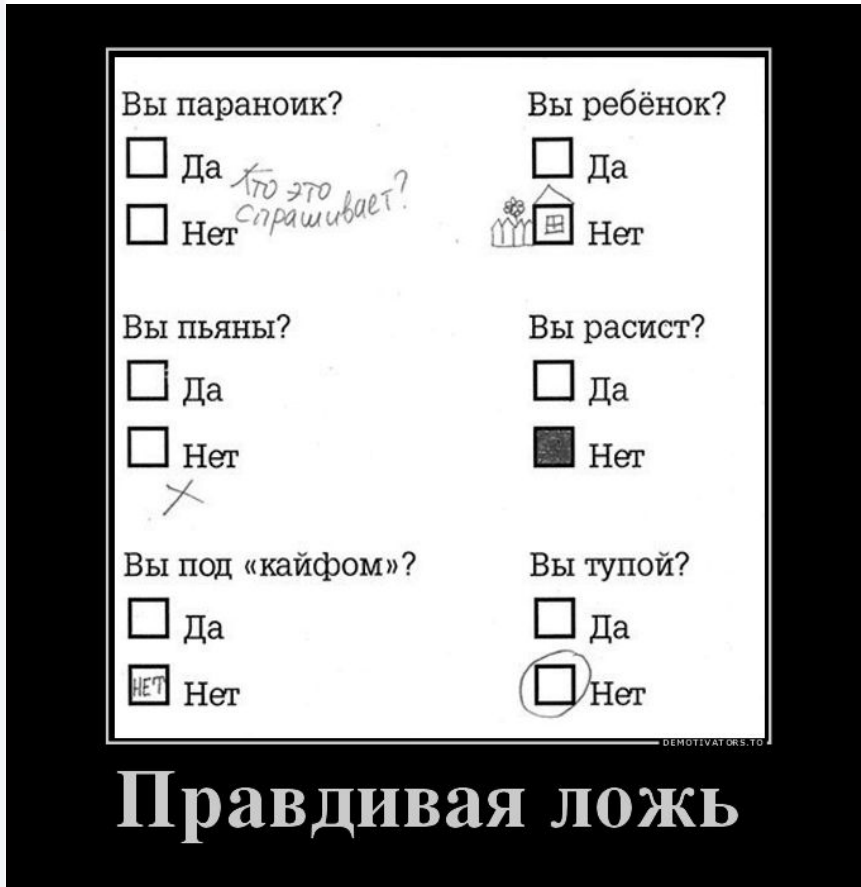 Вы параноик?
Да
Нет
Кто это
спрашивает?
Вы ребёнок?
Да
Нет
Вы пьяны?
Да
Нет
Вы расист?
Да
Нет
Вы под «кайфом»?
Да
НЕТ Нет
Вы тупой?
Да
Нет
DEMOTIVATORS.TO
Правдивая ложь